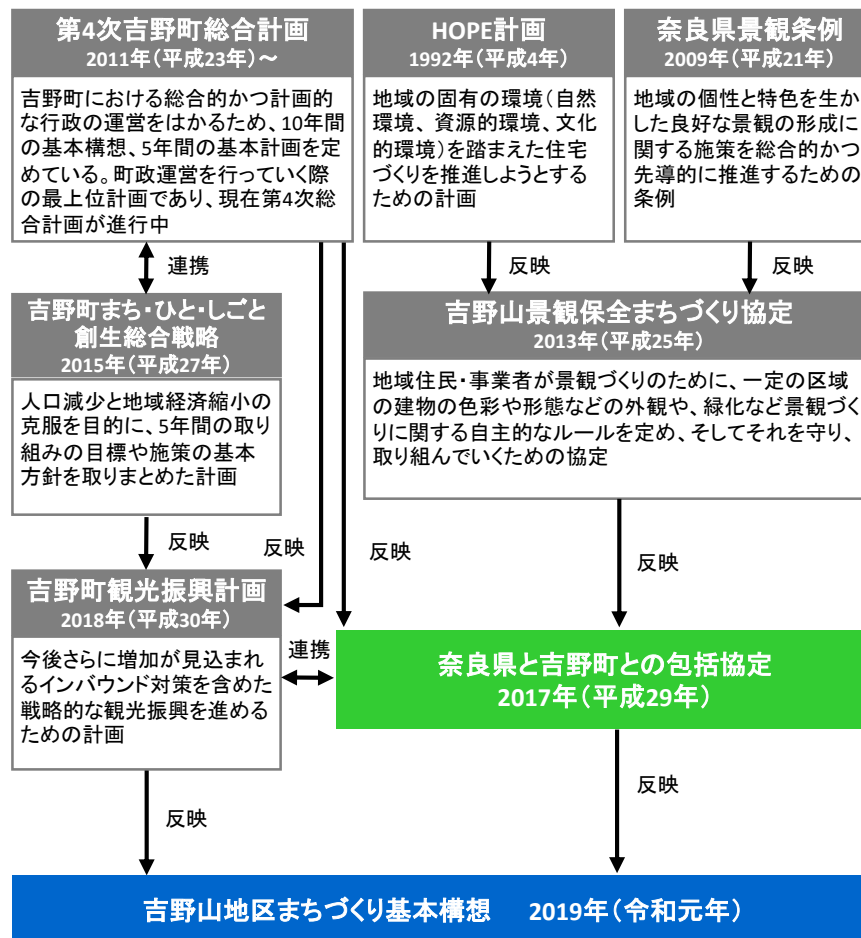 第4次吉野町総合計画
2011年(平成23年)～
吉野町における総合的かつ計画的
な行政の運営をはかるため、10年間
の基本構想、5年間の基本計画を定
めている。町政運営を行っていく際
の最上位計画であり、現在第4次総
合計画が進行中
HOPE計画
1992年(平成4年)
地域の固有の環境(自然
環境、資源的環境、文化
的環境)を踏まえた住宅
づくりを推進しようとする
ための計画
奈良県景観条例
2009年(平成21年)
地域の個性と特色を生か
した良好な景観の形成に
関する施策を総合的かつ
先導的に推進するための
条例
連携
反映
反映
吉野町まち・ひと・しごと
創生総合戦略
2015年(平成27年)
人口減少と地域経済縮小の
克服を目的に、5年間の取り
組みの目標や施策の基本
方針を取りまとめた計画
吉野山景観保全まちづくり協定
2013年(平成25年)
地域住民・事業者が景観づくりのために、一定の区域
の建物の色彩や形態などの外観や、緑化など景観づく
りに関する自主的なルールを定め、そしてそれを守り、
取り組んでいくための協定
反映
反映
反映
反映
吉野町観光振興計画
2018年(平成30年)
今後さらに増加が見込まれ
るインバウンド対策を含めた
戦略的な観光振興を進める
ための計画
連携
奈良県と吉野町との包括協定
2017年(平成29年)
反映
反映
吉野山地区まちづくり基本構想 2019年(令和元年)